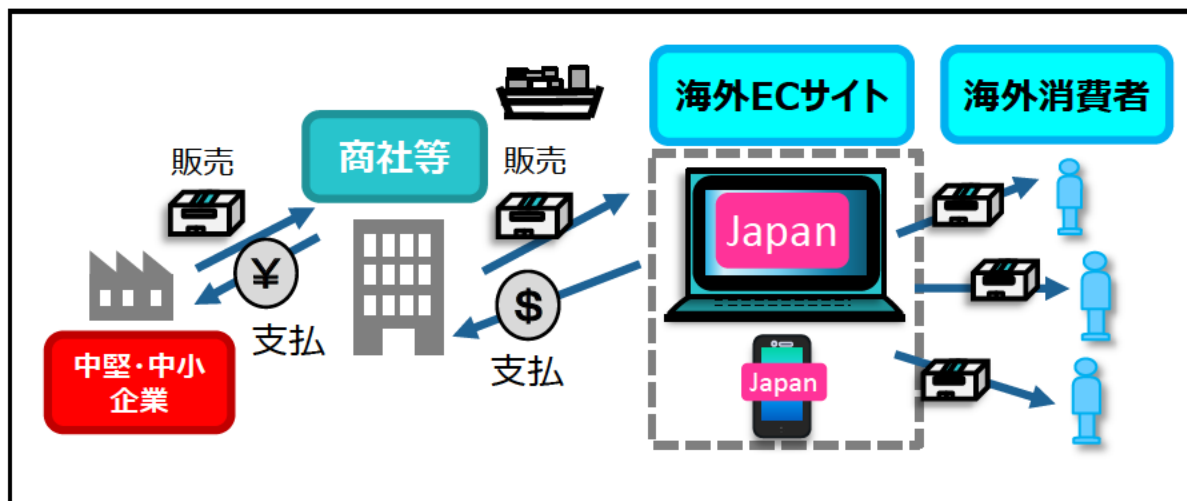 海外ECサイト
海外消費者
商社等
販売
販売
Japan
¥
$
支払
支払
中堅・中小
企業
Japan